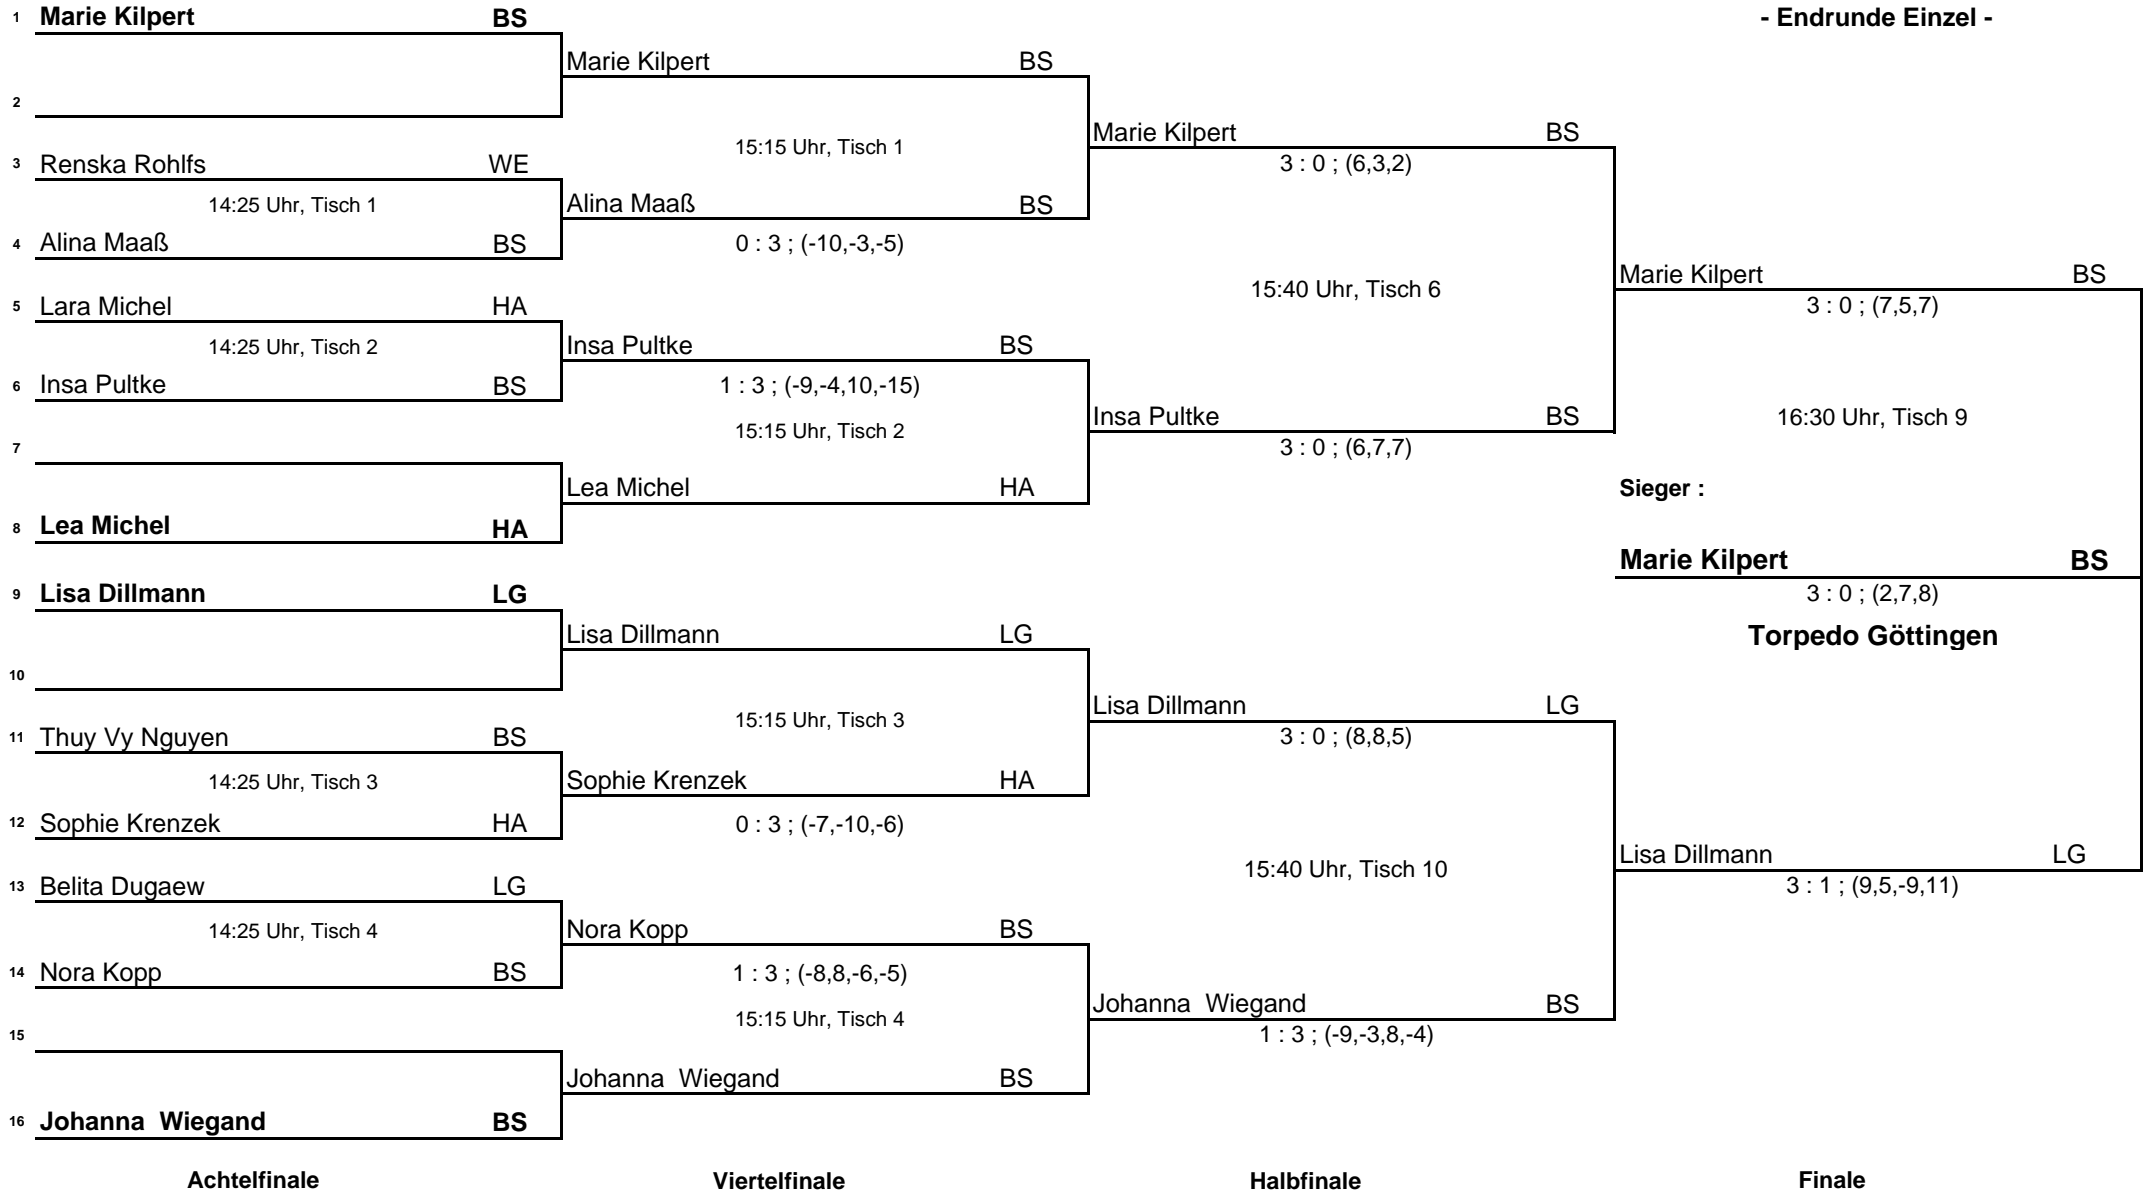 1 Marie Kilpert BS
- Endrunde Einzel -
Marie Kilpert BS
2
15:15 Uhr, Tisch 1
Marie Kilpert BS
3 : 0 ; (6,3,2)
3 Renska Rohlfs WE
14:25 Uhr, Tisch 1
Alina Maaß BS
4 Alina Maaß BS
0 : 3 ; (-10,-3,-5)
Marie Kilpert BS
3 : 0 ; (7,5,7)
15:40 Uhr, Tisch 6
5 Lara Michel HA
14:25 Uhr, Tisch 2
Insa Pultke BS
6 Insa Pultke BS
1 : 3 ; (-9,-4,10,-15)
15:15 Uhr, Tisch 2
Insa Pultke BS
3 : 0 ; (6,7,7)
16:30 Uhr, Tisch 9
7
Lea Michel HA
Sieger :
8 Lea Michel HA
Marie Kilpert BS
3 : 0 ; (2,7,8)
Torpedo Göttingen
9 Lisa Dillmann LG
Lisa Dillmann LG
10
15:15 Uhr, Tisch 3
Lisa Dillmann LG
3 : 0 ; (8,8,5)
11 Thuy Vy Nguyen BS
14:25 Uhr, Tisch 3
Sophie Krenzek HA
12 Sophie Krenzek HA
0 : 3 ; (-7,-10,-6)
15:40 Uhr, Tisch 10
Lisa Dillmann LG
3 : 1 ; (9,5,-9,11)
13 Belita Dugaew LG
14:25 Uhr, Tisch 4
Nora Kopp BS
14 Nora Kopp BS
1 : 3 ; (-8,8,-6,-5)
15:15 Uhr, Tisch 4
Johanna  Wiegand BS
1 : 3 ; (-9,-3,8,-4)
15
Johanna  Wiegand BS
16 Johanna  Wiegand BS
Achtelfinale Viertelfinale Halbfinale Finale